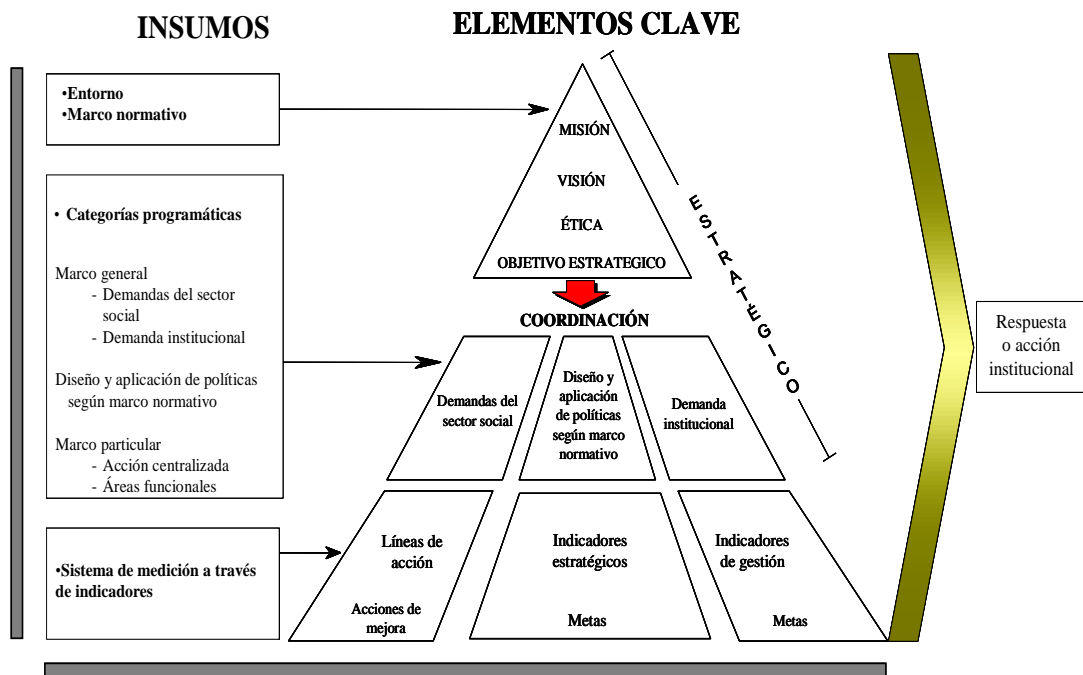 INSUMOS
ELEMENTOS CLAVE
•Entorno
•Marco normativo
• Categorías programáticas
Marco general
- Demandas del sector
social
- Demanda institucional
Diseño y aplicación de políticas
según marco normativo
Marco particular
- Acción centralizada
- Áreas funcionales
•Sistema de medición a través
de indicadores
MISIÓN
VISIÓN
ÉTICA
OBJETIVO ESTRATEGICO
ESTRATEGICO
COORDINACIÓN
Demandas del
sector social
Diseño y
aplicación
de políticas
según marco
normativo
Demanda
institucional
Líneas de
acción
Acciones de
mejora
Indicadores
estratégicos
Metas
Indicadores
de gestión
Metas
Respuesta
o acción
institucional